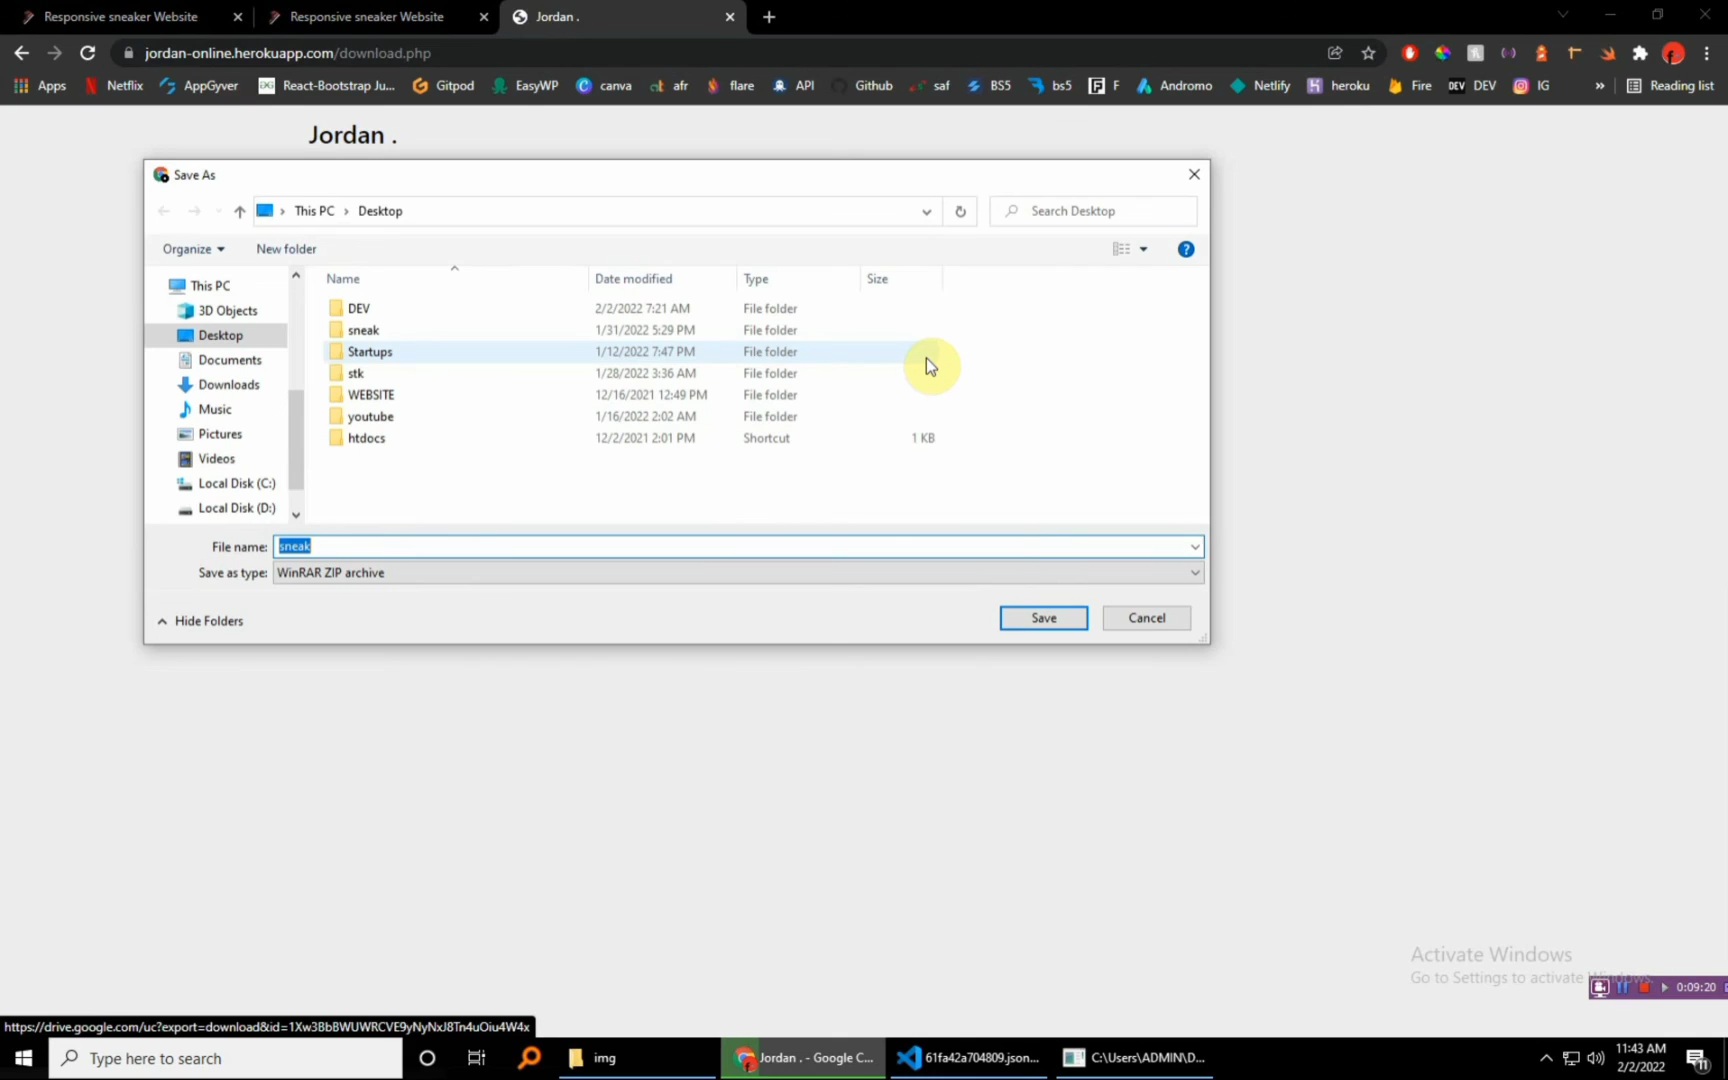 Responsive sneaker Website
Responsive sneaker Website
Jordan .
jordan-online.herokuapp.com/download.php
Apps
Netflix
AppGyver
React-Bootstrap Ju...
Gitpod
EasyWP
canva
afr
flare
API
Github
saf
BS5
bs5
F
Andromo
Netlify
heroku
Fire
DEV DEV
IG
»
Reading list
Jordan .
Save As
This PC › Desktop
Search Desktop
Organize
New folder
Name Date modified Type Size
This PC
3D Objects
Desktop
Documents
Downloads
Music
Pictures
Videos
Local Disk (C:)
Local Disk (D:)
DEV 2/2/2022 7:21 AM File folder
sneak 1/31/2022 5:29 PM File folder
Startups 1/12/2022 7:47 PM File folder
stk 1/28/2022 3:36 AM File folder
WEBSITE 12/16/2021 12:49 PM File folder
youtube 1/16/2022 2:02 AM File folder
htdocs 12/2/2021 2:01 PM Shortcut 1 KB
File name: sneak
Save as type: WinRAR ZIP archive
Hide Folders
Save
Cancel
Activate Windows
Go to Settings to activate Windows.
0:09:20
https://drive.google.com/uc?export=download&id=1Xw3BbBWUWRCVE9yNyNxJ8Tn4uOiu4W4x
Type here to search
img
Jordan . - Google C...
61fa42a704809.json...
C:\Users\ADMIN\D...
11:43 AM
2/2/2022
11